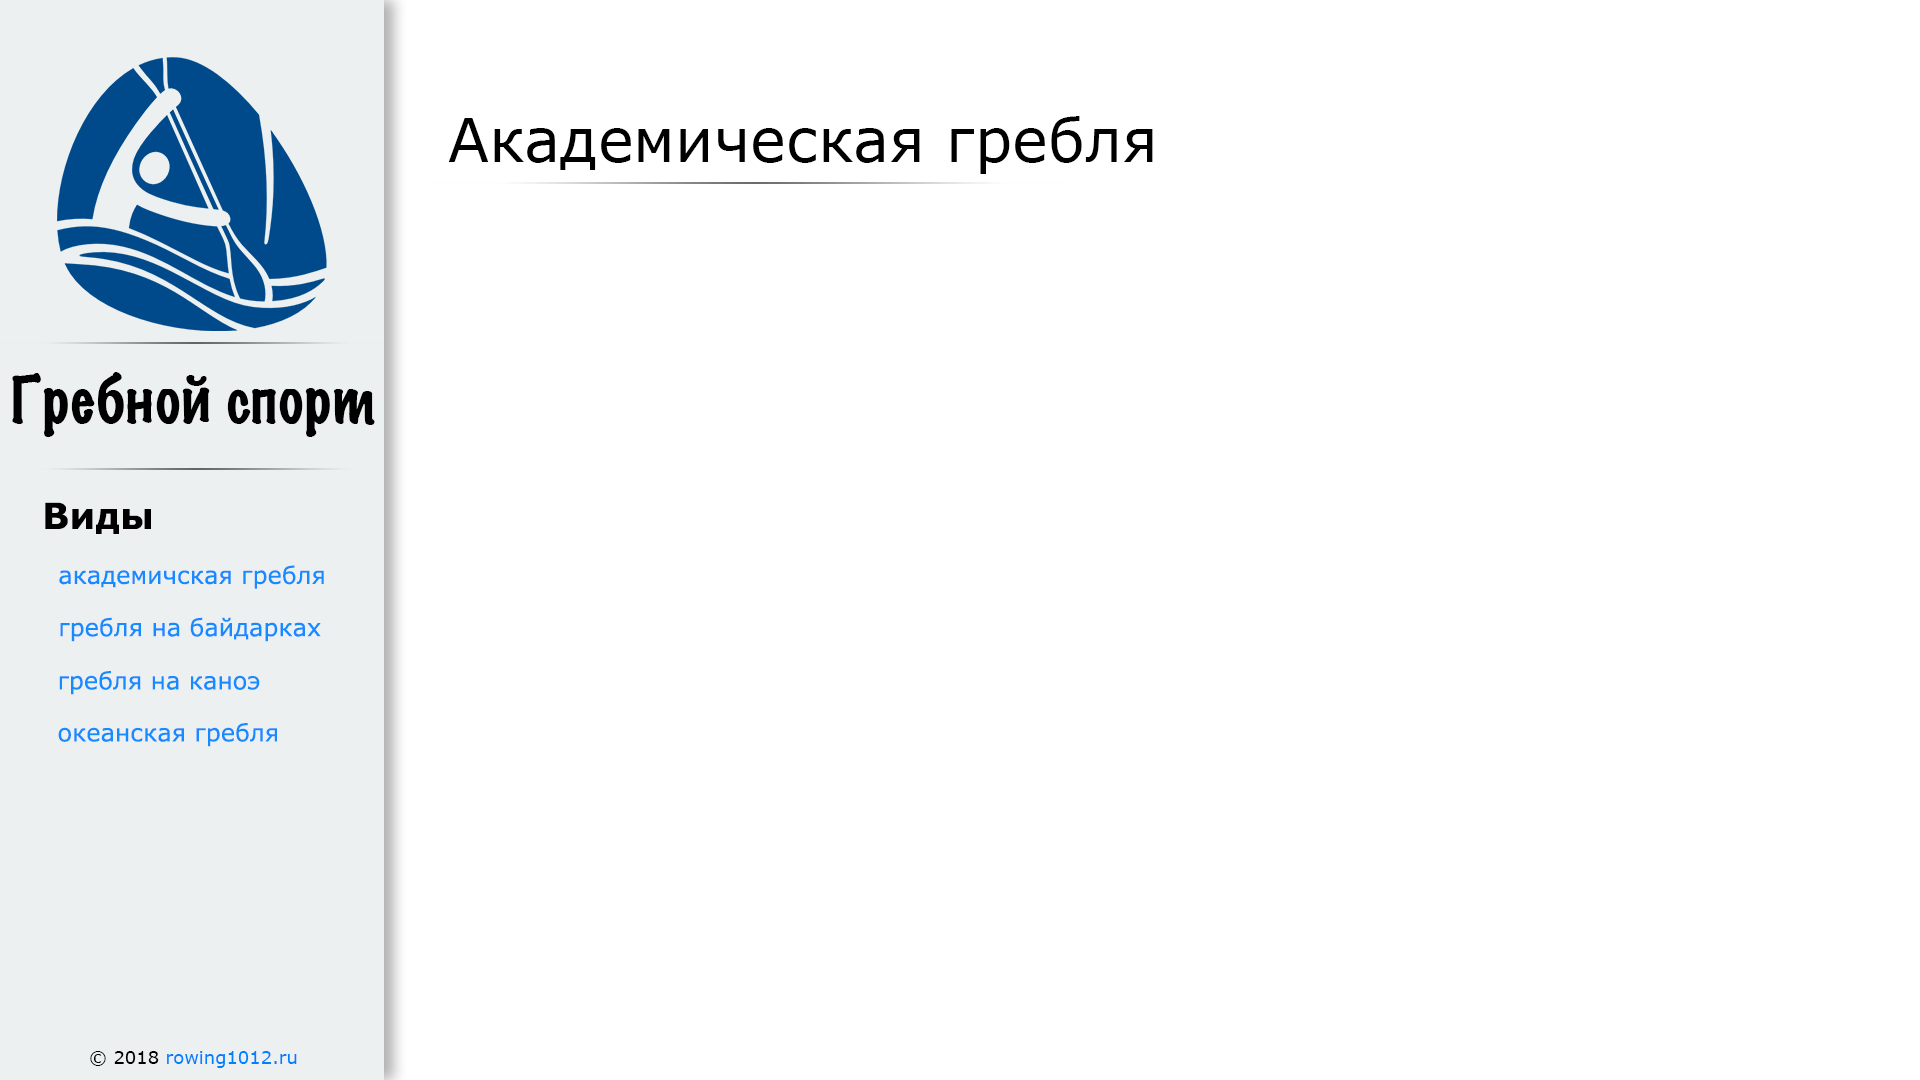 Академическая гребля
Гребной спорт
Виды
академичская гребля
гребля на байдарках
гребля на каноэ
океанская гребля
© 2018 rowing1012.ru